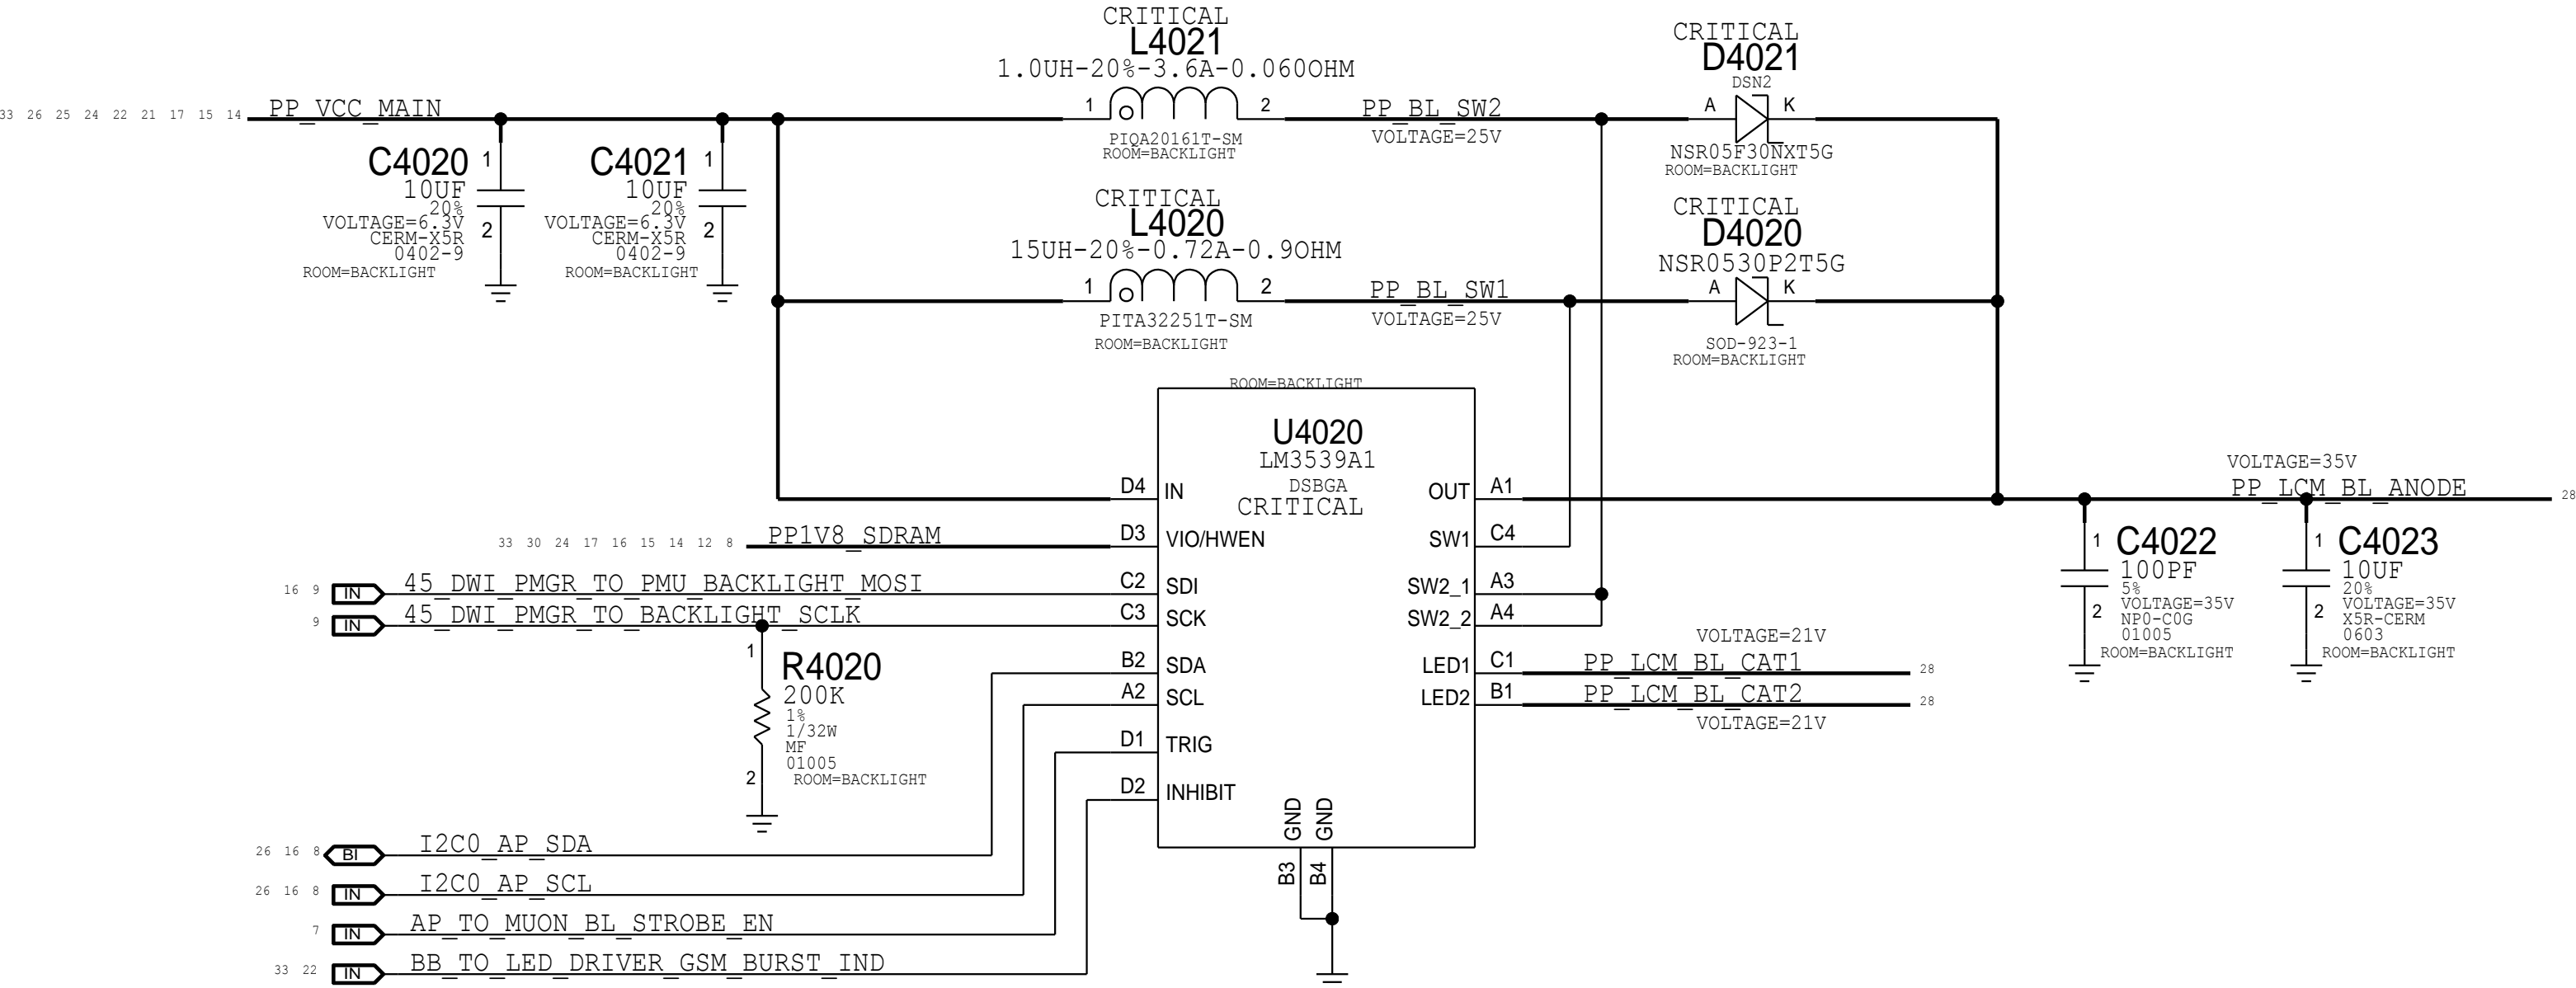 CRITICAL
L4021
1.0UH-20%-3.6A-0.060OHM
1 2
PIQA20161T-SM
ROOM=BACKLIGHT
CRITICAL
D4021
DSN2
A K
NSR05F30NXT5G
ROOM=BACKLIGHT
33 26 25 24 22 21 17 15 14 PP_VCC_MAIN
PP_BL_SW2
VOLTAGE=25V
C4020 1
10UF
20%
VOLTAGE=6.3V
CERM-X5R 2
0402-9
ROOM=BACKLIGHT
C4021 1
10UF
20%
VOLTAGE=6.3V
CERM-X5R 2
0402-9
ROOM=BACKLIGHT
CRITICAL
L4020
15UH-20%-0.72A-0.9OHM
1 2
PITA32251T-SM
ROOM=BACKLIGHT
PP_BL_SW1
VOLTAGE=25V
CRITICAL
D4020
NSR0530P2T5G
A K
SOD-923-1
ROOM=BACKLIGHT
ROOM=BACKLIGHT
U4020
LM3539A1
DSBGA
CRITICAL
D4 IN
D3 VIO/HWEN
C2 SDI
C3 SCK
B2 SDA
A2 SCL
D1 TRIG
D2 INHIBIT
OUT A1
SW1 C4
SW2_1 A3
SW2_2 A4
LED1 C1
LED2 B1
GND GND
B3 B4
33 30 24 17 16 15 14 12 8 PP1V8_SDRAM
16 9 IN 45_DWI_PMGR_TO_PMU_BACKLIGHT_MOSI
9 IN 45_DWI_PMGR_TO_BACKLIGHT_SCLK
1
R4020
200K
1%
1/32W
MF
01005
2 ROOM=BACKLIGHT
26 16 8 BI I2C0_AP_SDA
26 16 8 IN I2C0_AP_SCL
7 IN AP_TO_MUON_BL_STROBE_EN
33 22 IN BB_TO_LED_DRIVER_GSM_BURST_IND
VOLTAGE=35V
PP_LCM_BL_ANODE 28
1 C4022
100PF
5%
VOLTAGE=35V
2 NP0-C0G
01005
ROOM=BACKLIGHT
1 C4023
10UF
20%
VOLTAGE=35V
2 X5R-CERM
0603
ROOM=BACKLIGHT
VOLTAGE=21V
PP_LCM_BL_CAT1 28
PP_LCM_BL_CAT2 28
VOLTAGE=21V